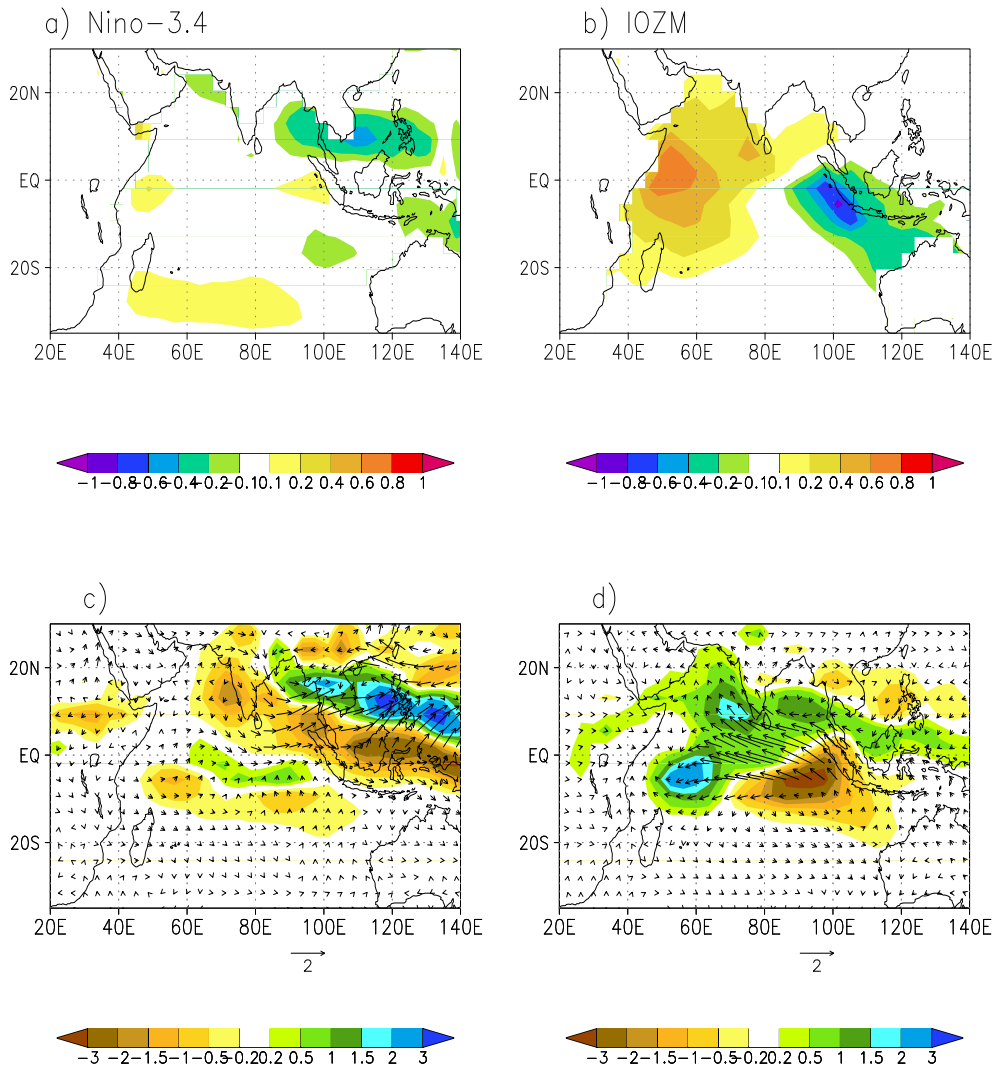 a) Nino-3.4
b) IOZM
20N
EQ
20S
20E 40E 60E 80E 100E 120E 140E
20E 40E 60E 80E 100E 120E 140E
-1 -0.8 -0.6 -0.4 -0.2 -0.1 0.1 0.2 0.4 0.6 0.8 1
-1 -0.8 -0.6 -0.4 -0.2 -0.1 0.1 0.2 0.4 0.6 0.8 1
c)
d)
20N
EQ
20S
20N
EQ
20S
20N
EQ
20S
20E 40E 60E 80E 100E 120E 140E
20E 40E 60E 80E 100E 120E 140E
2
2
-3 -2 -1.5 -1 -0.5 -0.2 0.2 0.5 1 1.5 2 3
-3 -2 -1.5 -1 -0.5 -0.2 0.2 0.5 1 1.5 2 3